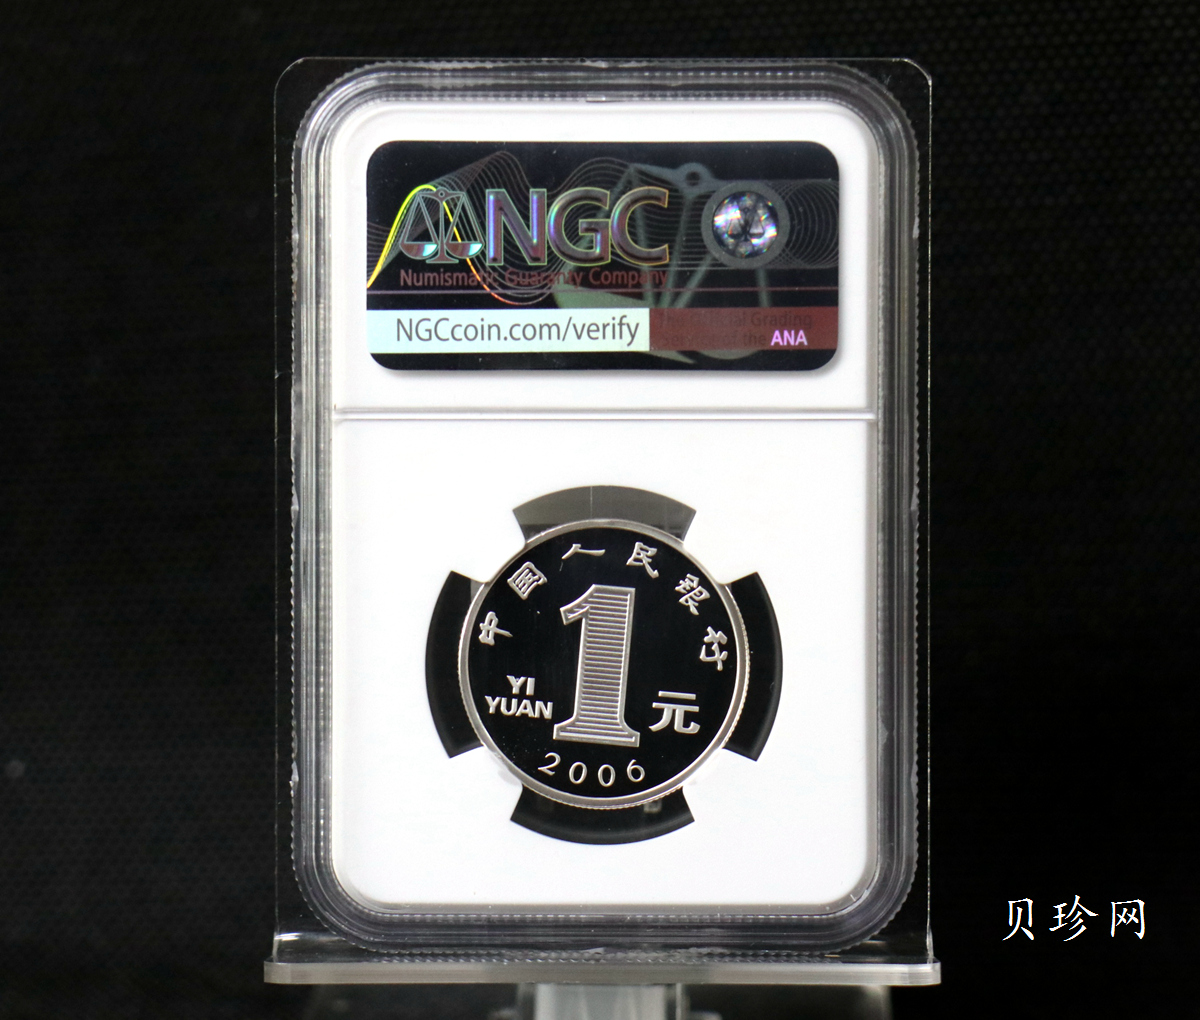 NGC
Numismatic Guaranty Company
NGCcoin.com/verify
The Official Grading
Service of the ANA
中国人民银行
1
YI
YUAN
元
2006
贝珍网